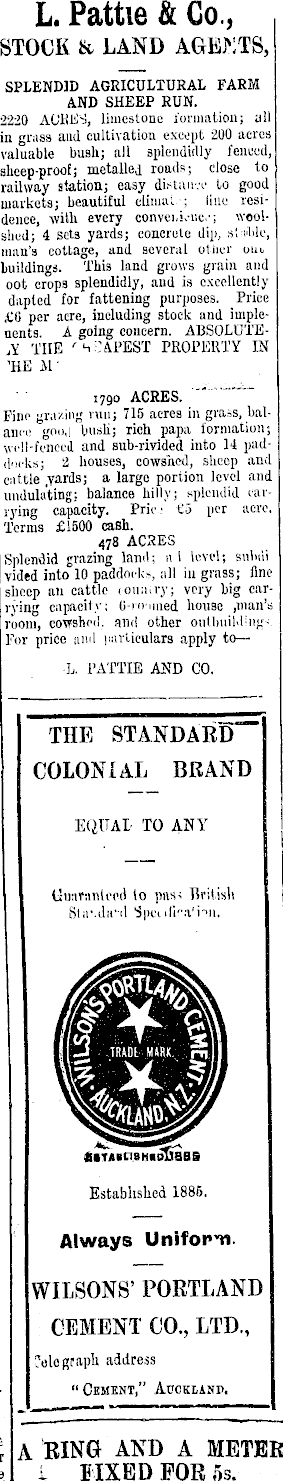 L. Pattie & Co.,
STOCK & LAND AGENTS,
SPLENDID AGRICULTURAL FARM
AND SHEEP RUN.
2220 ACRES, limestone formation; all
in grass and cultivation except 200 acres
valuable bush; all splendidly fenced,
sheep-proof; metalled roads; close to
railway station; easy distance to good
markets; beautiful climat ; fine resi-
dence, with every convenience; wool-
shed; 4 sets yards; concrete dip, stable,
man's cottage, and several other out
buildings. This land grows grain and
oot crops splendidly, and is excellently
dapted for fattening purposes. Price
£6 per acre, including stock and imple-
ments. A going concern. ABSOLUTE-
LY THE CHEAPEST PROPERTY IN
THE M
1790 ACRES.
Fine grazing run; 715 acres in grass, bal-
ance good bush; rich papa formation;
well-fenced and sub-rivided into 14 pad-
docks; 2 houses, cowshed, sheep and
cattle yards; a large portion level and
undulating; balance hilly; splendid car-
rying capacity. Price £5 per acre.
Terms £1500 cash.
478 ACRES
Splendid grazing land; all level; subdi
vided into 10 paddocks, all in grass; fine
sheep an cattle country; very big car-
rying capacity; 6-roomed house ,man's
room, cowshed, and other outbuildings.
For price and particulars apply to—
L. PATTIE AND CO.
THE STANDARD
COLONIAL BRAND
EQUAL TO ANY
Guaranteed to pass British
Standard Specification.
WILSON'S PORTLAND CEMENT
TRADE MARK
AUCKLAND, N.Z.
ESTABLISHED 1885
Established 1885.
Always Uniform.
WILSONS' PORTLAND
CEMENT CO., LTD.,
Telegraph address
"CEMENT," AUCKLAND.
A RING AND A METER
FIXED FOR 5s.